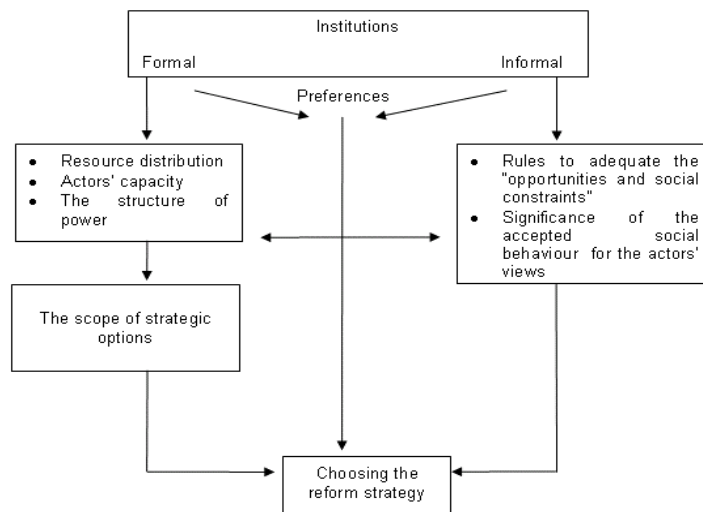 Institutions
Formal
Informal
Preferences
● Resource distribution
● Actors' capacity
● The structure of
power
● Rules to adequate the
"opportunities and social
constraints"
● Significance of the
accepted social
behaviour for the actors'
views
The scope of strategic
options
Choosing the
reform strategy